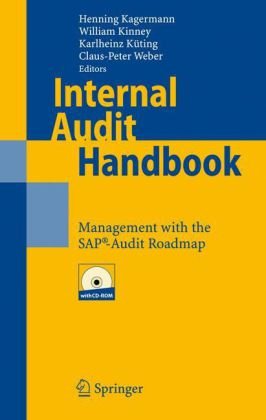 Henning Kagermann
William Kinney
Karlheinz Küting
Claus-Peter Weber
Editors
Internal
Audit
Handbook
Management with the
SAP®-Audit Roadmap
with CD-ROM
Springer